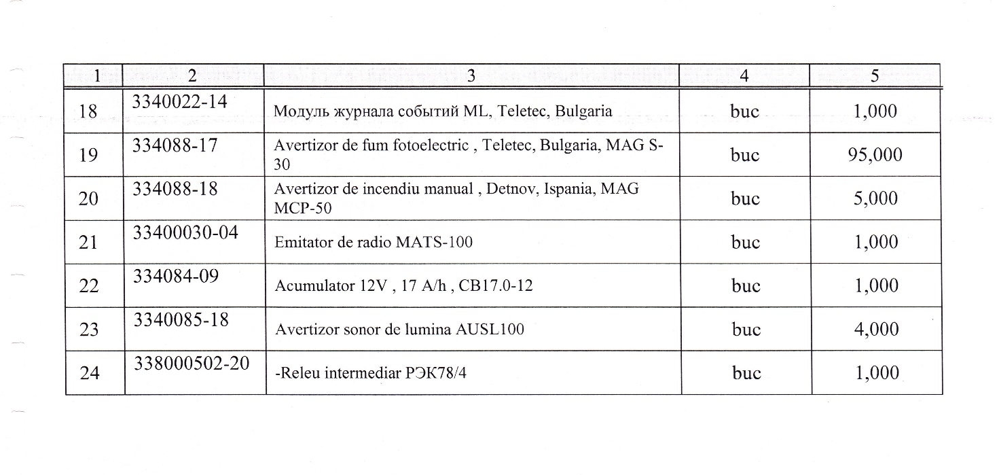 1 2 3 4 5
18 3340022-14 Модуль журнала событий ML, Teletec, Bulgaria buc 1,000
19 334088-17 Avertizor de fum fotoelectric , Teletec, Bulgaria, MAG S-
30 buc 95,000
20 334088-18 Avertizor de incendiu manual , Detnov, Ispania, MAG
MCP-50 buc 5,000
21 33400030-04 Emitator de radio MATS-100 buc 1,000
22 334084-09 Acumulator 12V , 17 A/h , CB17.0-12 buc 1,000
23 3340085-18 Avertizor sonor de lumina AUSL100 buc 4,000
24 338000502-20 -Releu intermediar РЭК78/4 buc 1,000